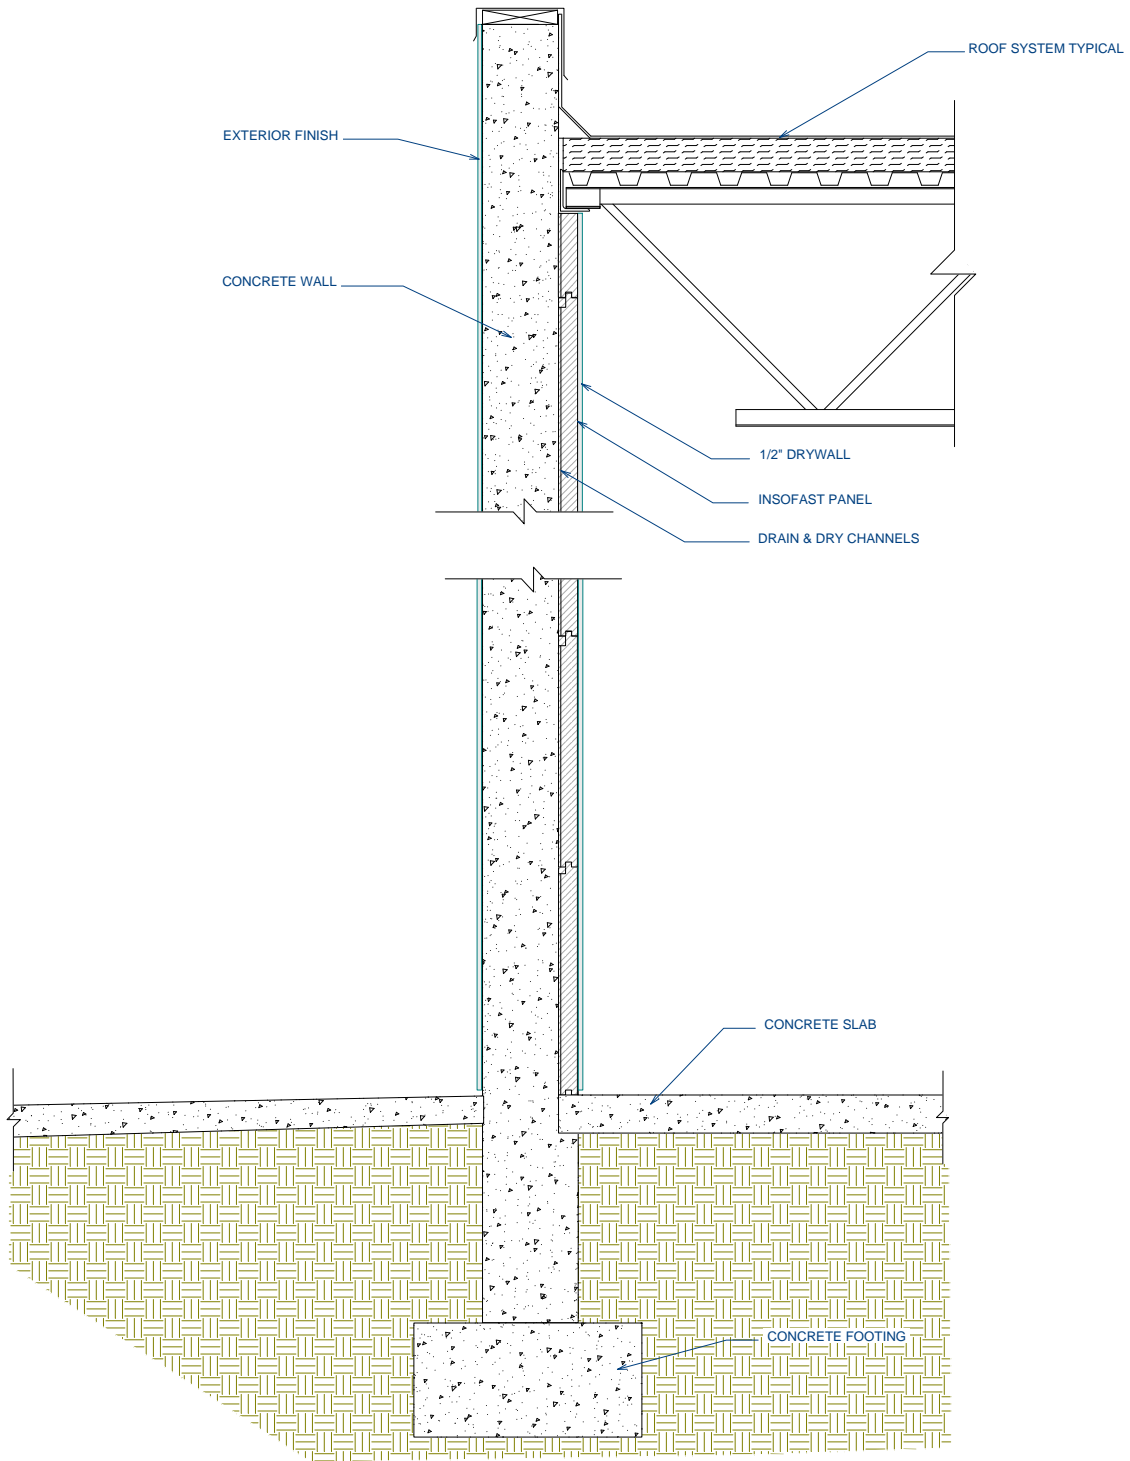 ROOF SYSTEM TYPICAL
EXTERIOR FINISH
CONCRETE WALL
1/2" DRYWALL
INSOFAST PANEL
DRAIN & DRY CHANNELS
CONCRETE SLAB
CONCRETE FOOTING